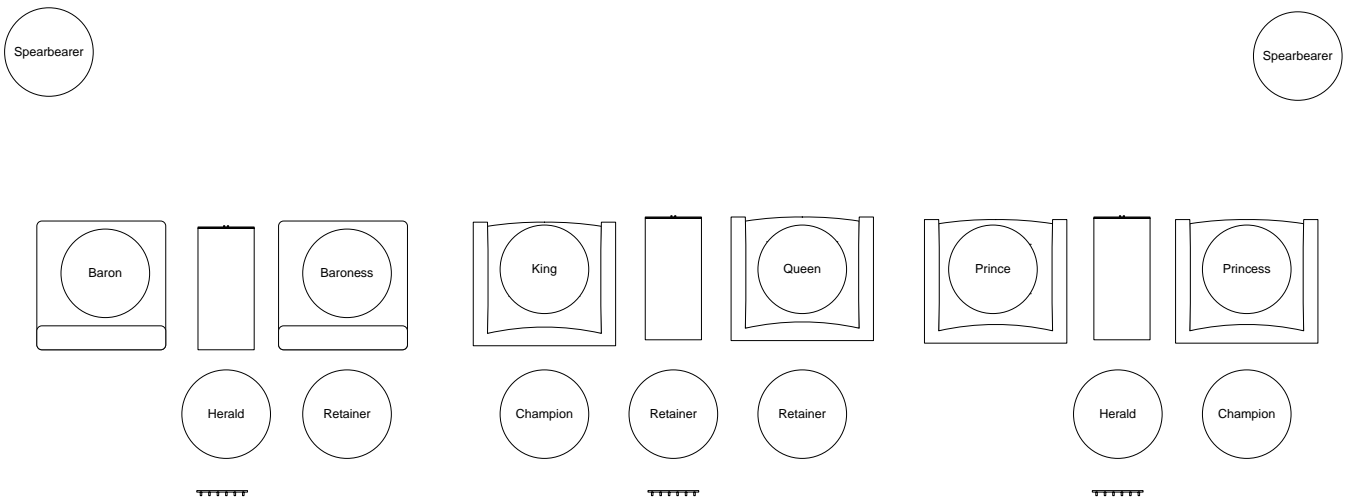 Spearbearer
Spearbearer
Baron
Baroness
King
Queen
Prince
Princess
Herald
Retainer
Champion
Retainer
Retainer
Herald
Champion